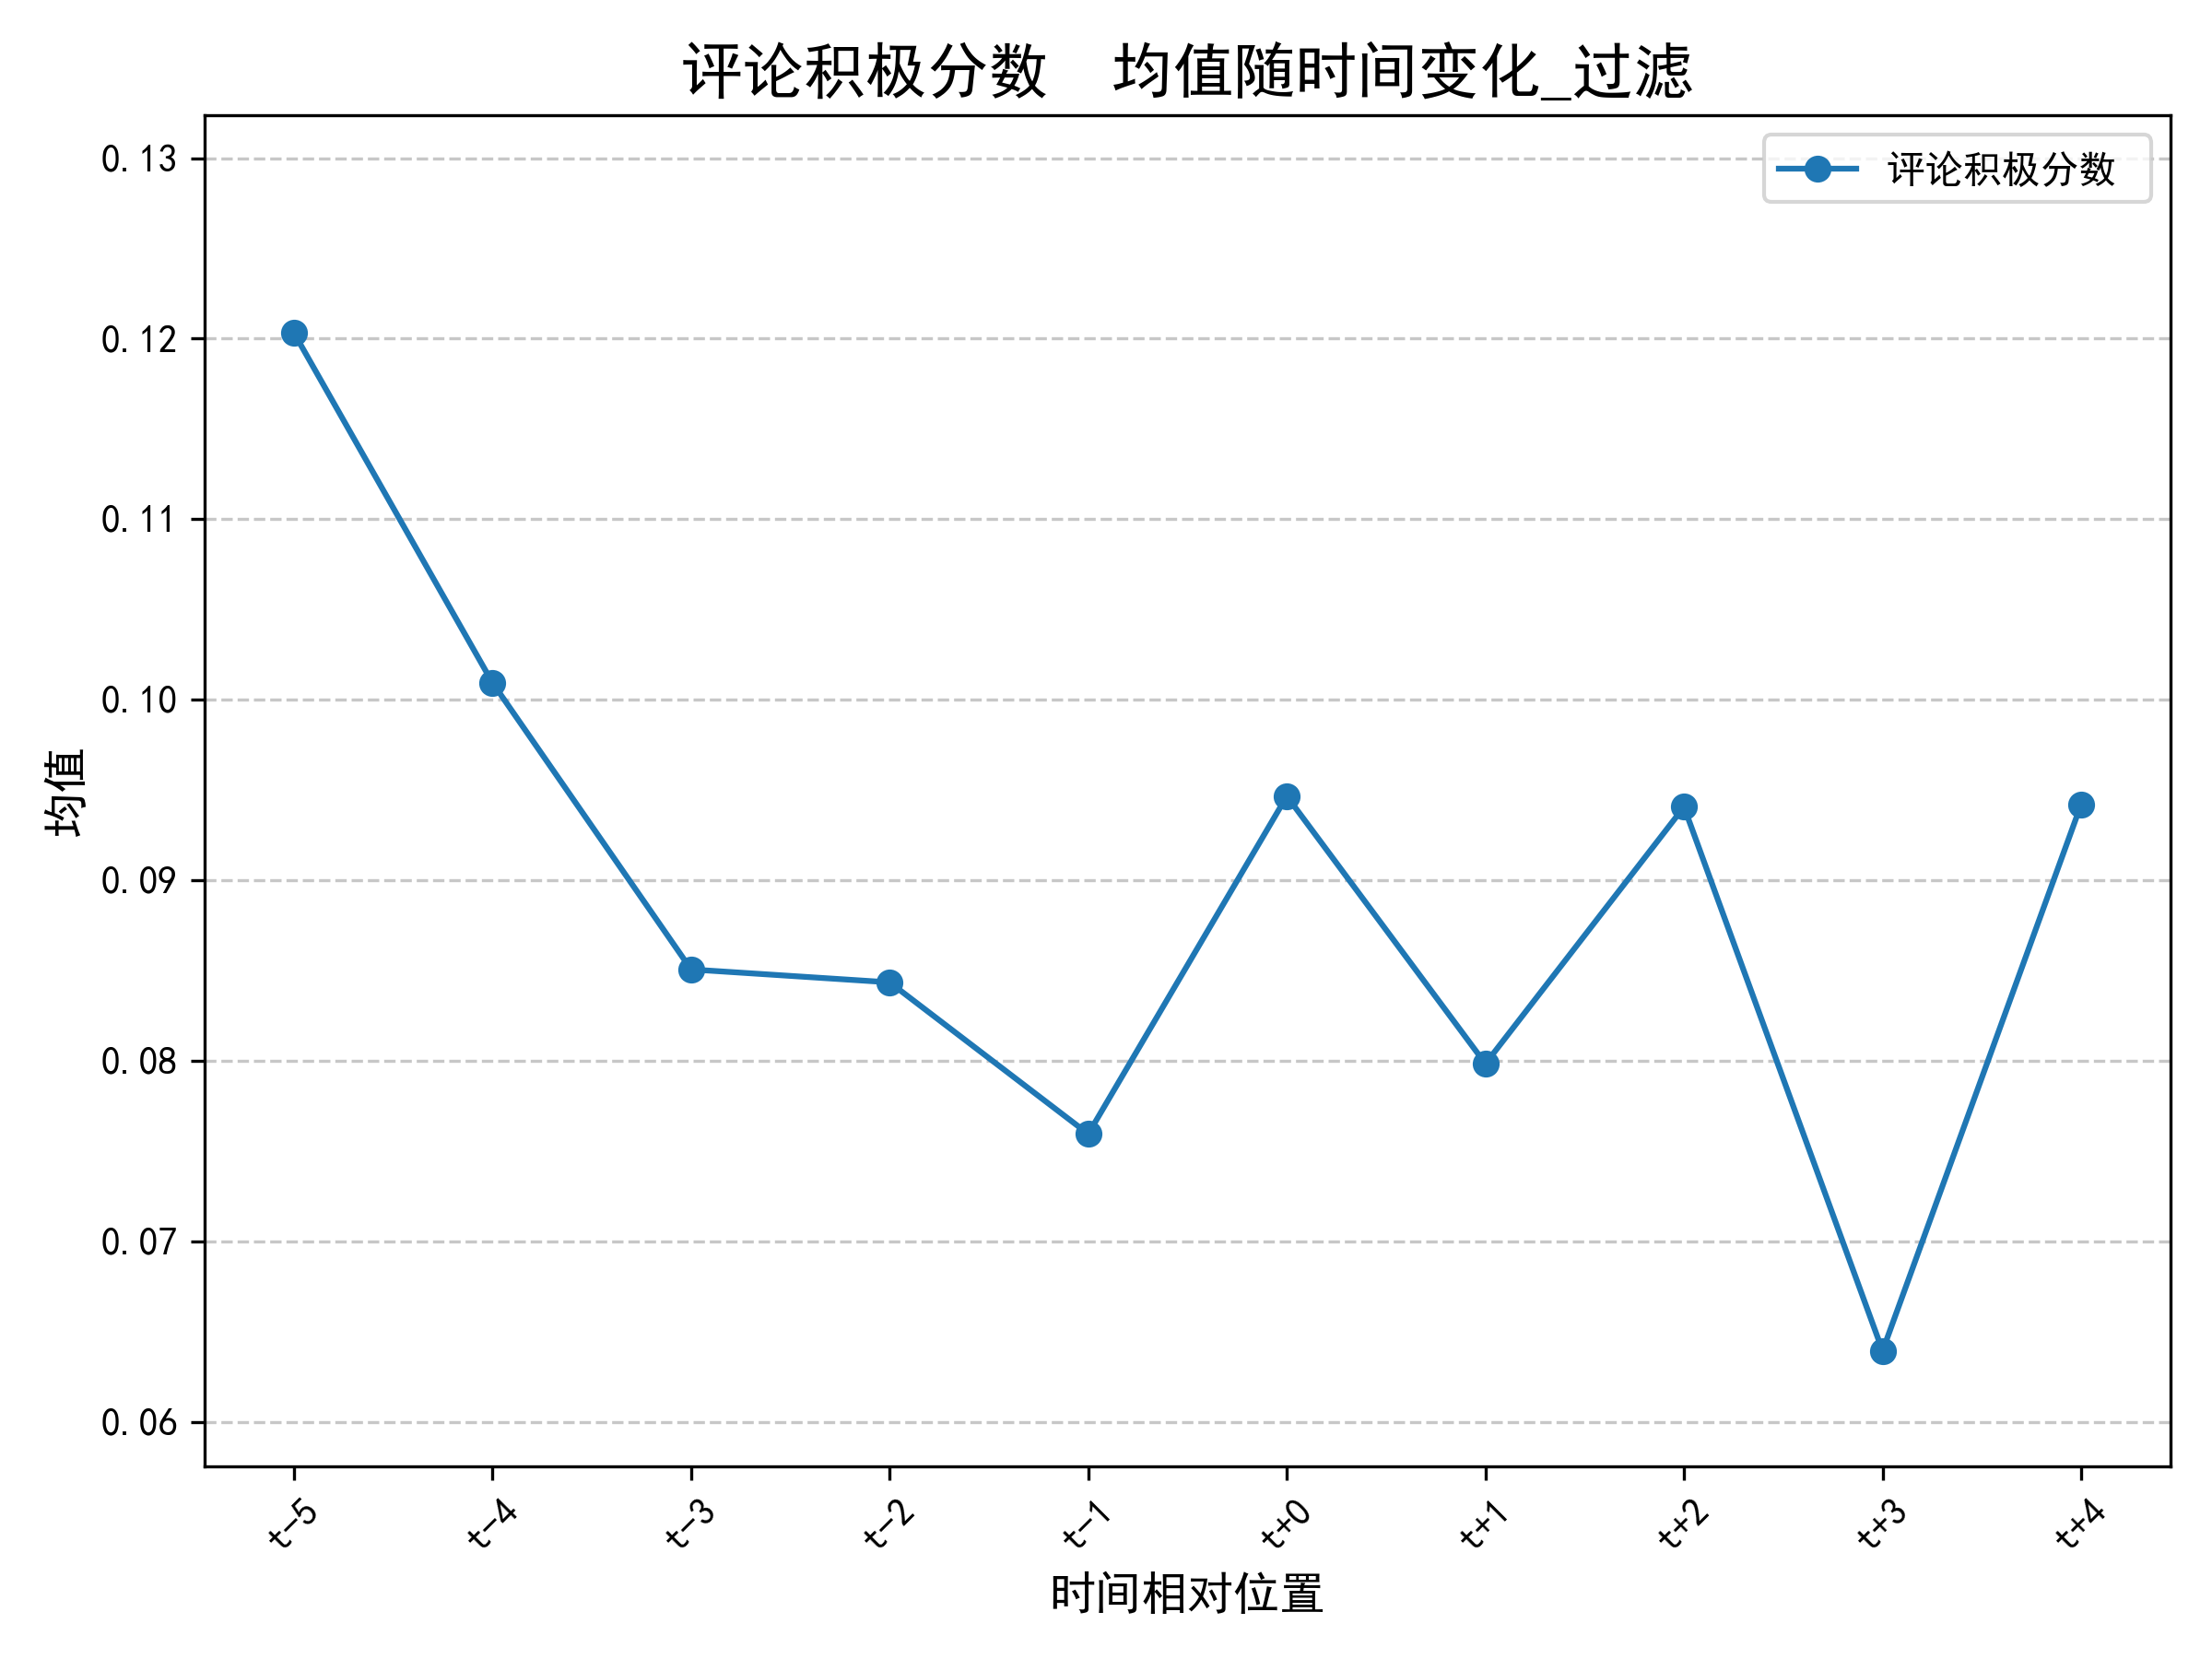 评论积极分数 均值随时间变化_过滤
评论积极分数
均值
0.13
0.12
0.11
0.10
0.09
0.08
0.07
0.06
t-5
t-4
t-3
t-2
t-1
t+0
t+1
t+2
t+3
t+4
时间相对位置